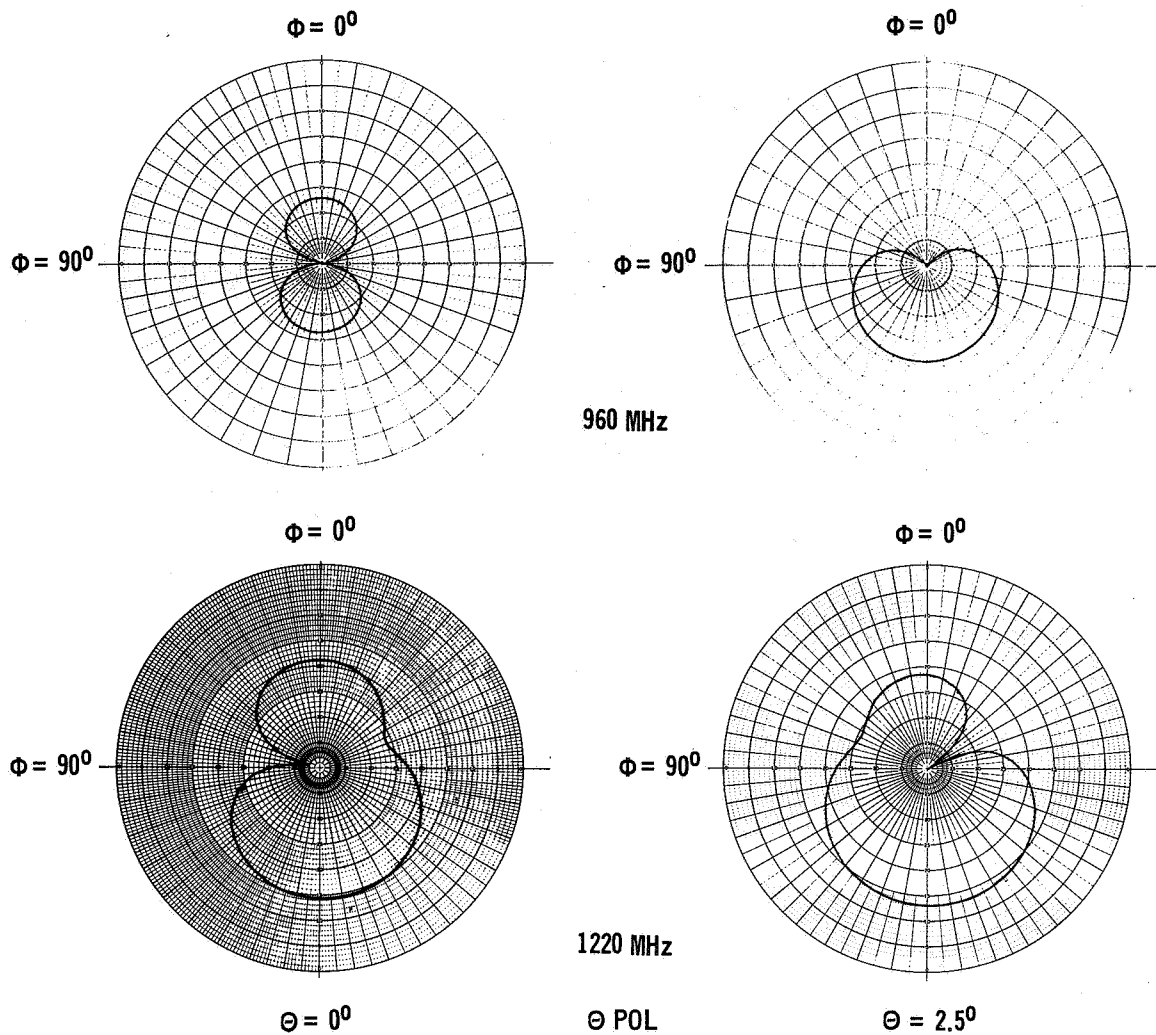 Φ = 0⁰
Φ = 0⁰
Φ = 90⁰
Φ = 90⁰
960 MHz
Φ = 0⁰
Φ = 0⁰
Φ = 90⁰
Φ = 90⁰
1220 MHz
Θ = 0⁰
Θ POL
Θ = 2.5⁰